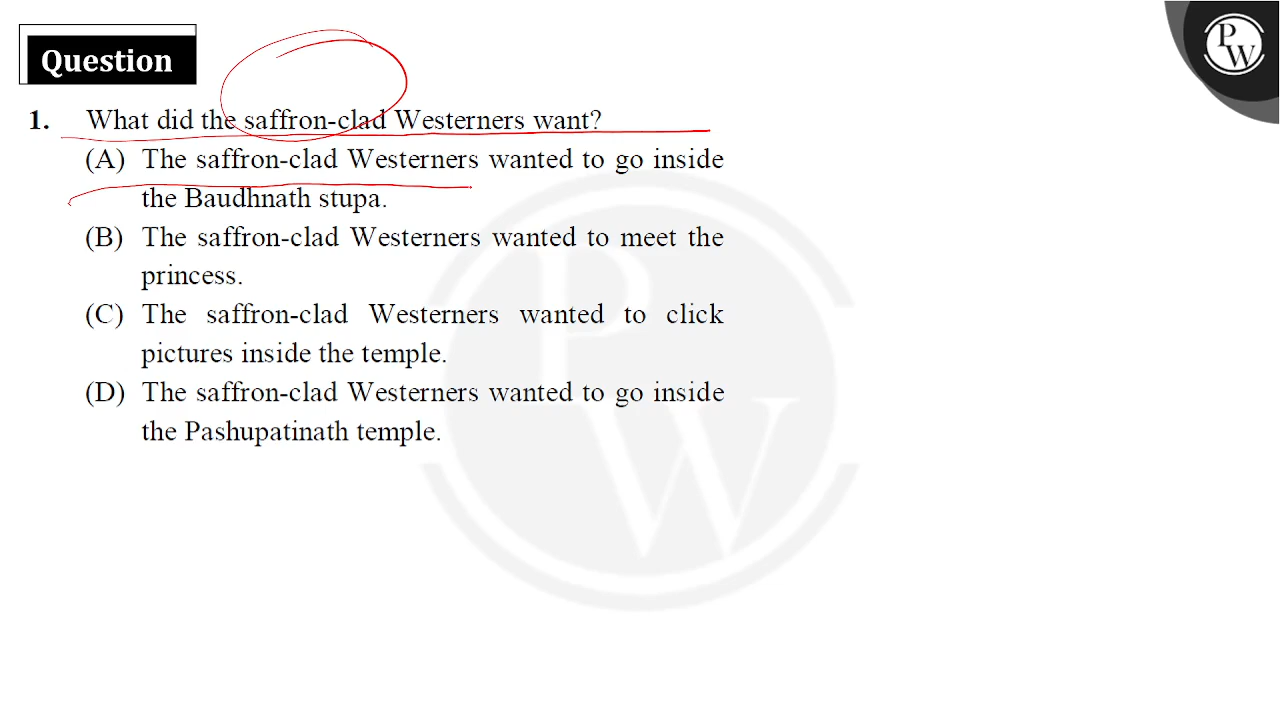 PW
Question
1. What did the saffron-clad Westerners want?
(A) The saffron-clad Westerners wanted to go inside
the Baudhnath stupa.
(B) The saffron-clad Westerners wanted to meet the
princess.
(C) The saffron-clad Westerners wanted to click
pictures inside the temple.
(D) The saffron-clad Westerners wanted to go inside
the Pashupatinath temple.